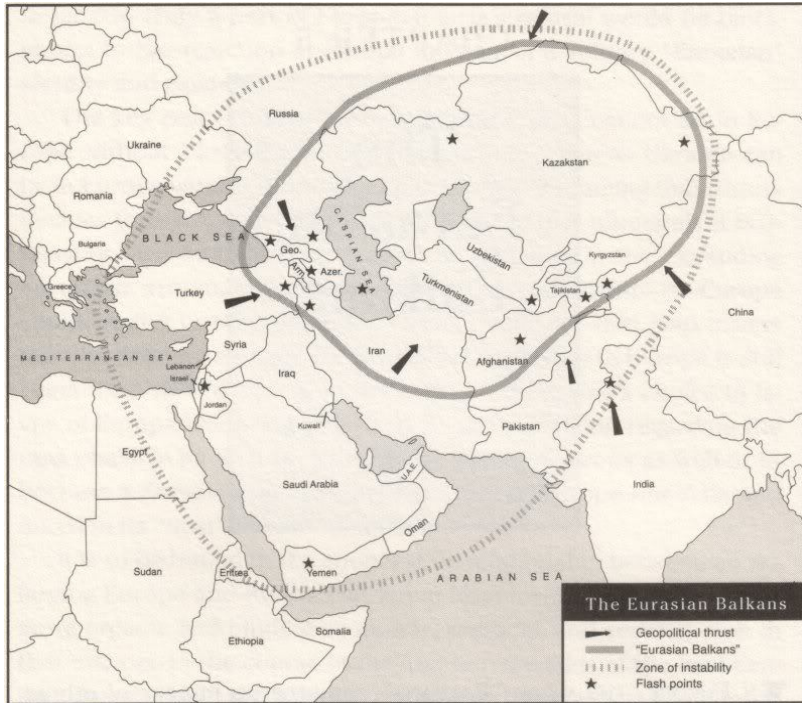 Russia
Ukraine
Kazakstan
Romania
CASPIAN SEA
Bulgaria
BLACK SEA
Geo.
Uzbekistan
Kyrgyzstan
Arm.
Azer.
Greece
Turkey
Turkmenistan
Tajikistan
China
MEDITERRANEAN SEA
Syria
Iran
Afghanistan
Lebanon
Israel
Iraq
Jordan
Kuwait
Pakistan
Egypt
U.A.E.
India
Saudi Arabia
Oman
Sudan
Eritrea
Yemen
ARABIAN SEA
Ethiopia
Somalia
The Eurasian Balkans
Geopolitical thrust
"Eurasian Balkans"
Zone of instability
Flash points